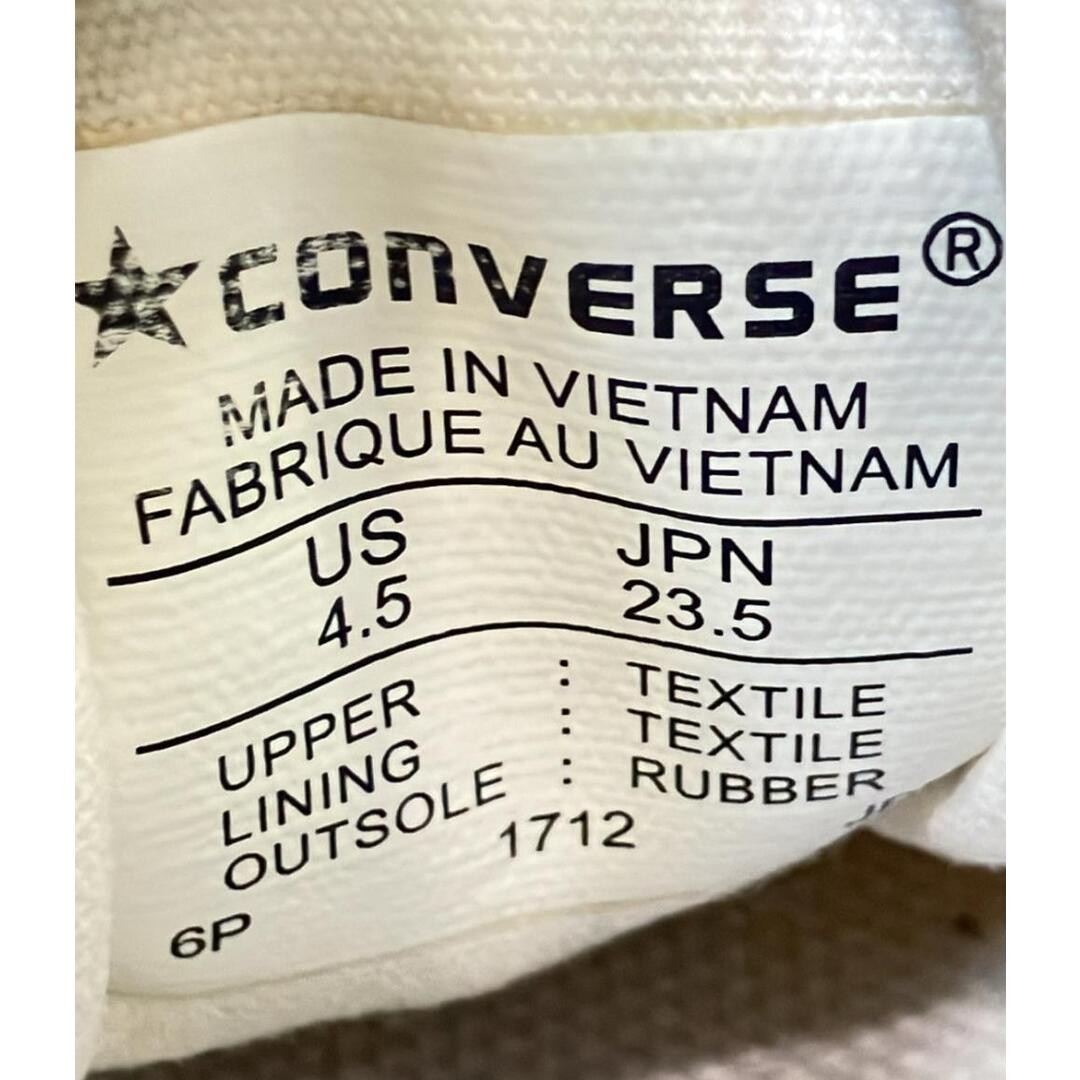 CONVERSE®
MADE IN VIETNAM
FABRIQUE AU VIETNAM
US JPN
4.5 23.5
UPPER : TEXTILE
LINING : TEXTILE
OUTSOLE : RUBBER
1712
6P